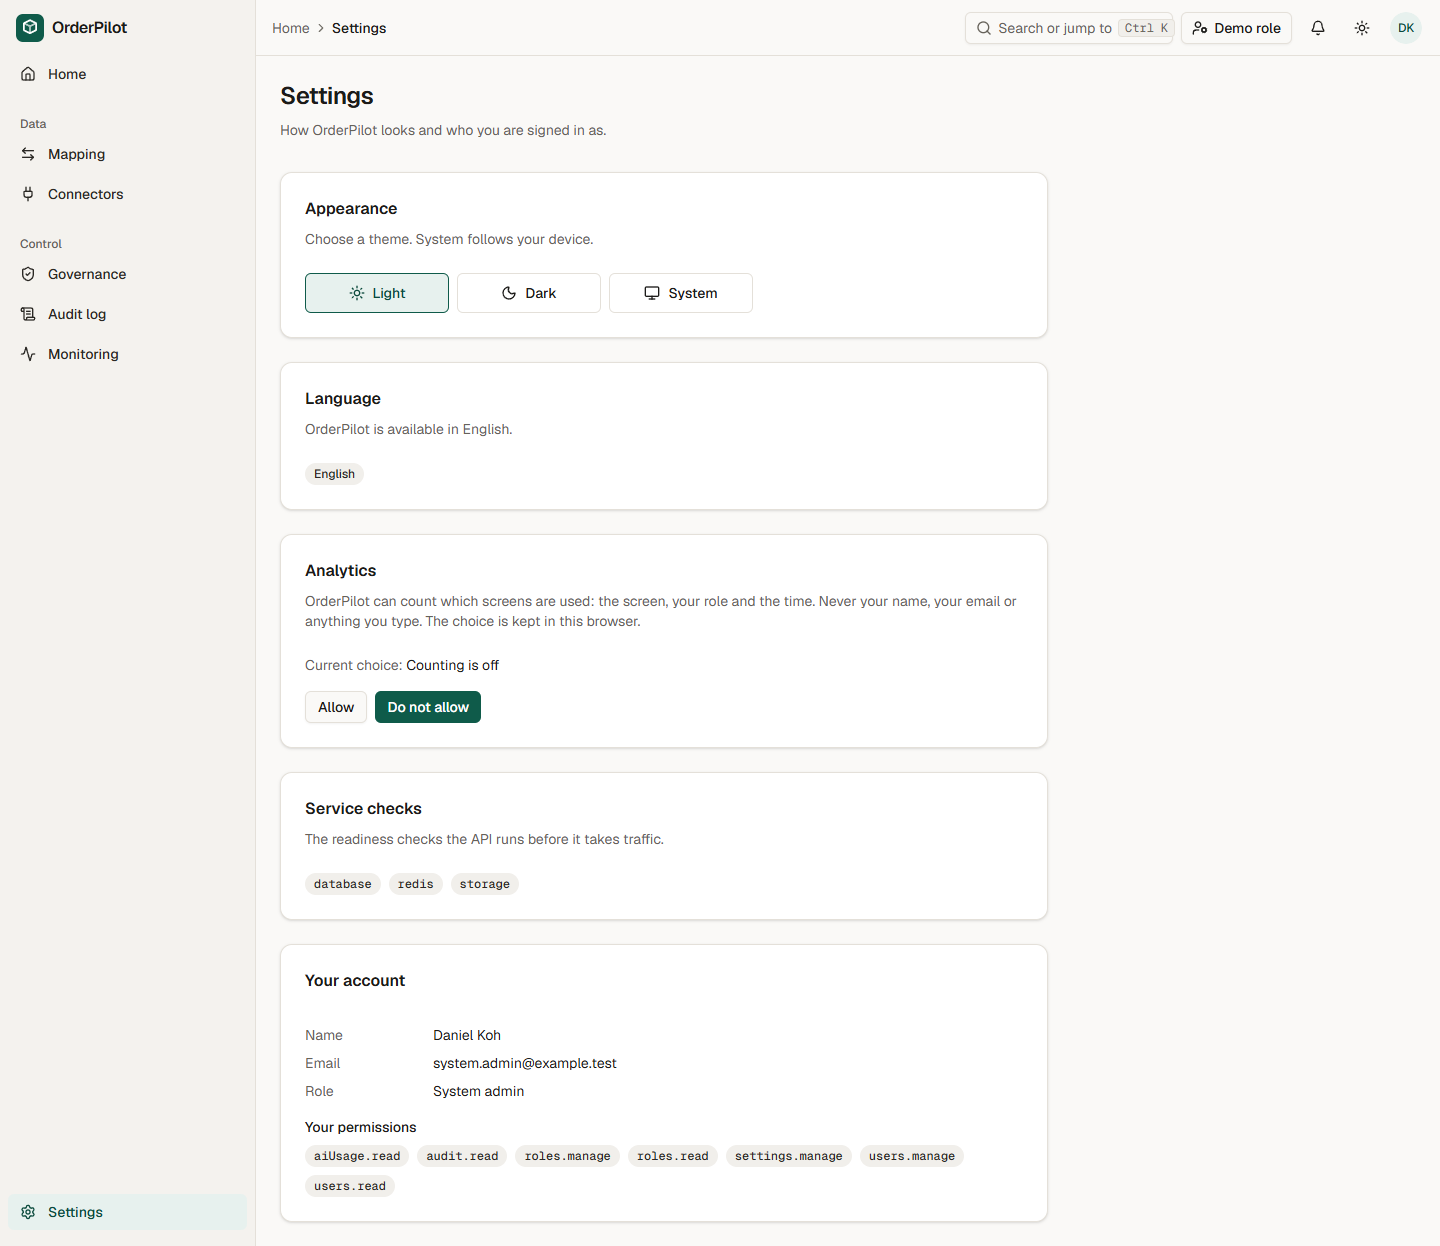 OrderPilot
Home
Data
Mapping
Connectors
Control
Governance
Audit log
Monitoring
Settings
Home > Settings
Search or jump to Ctrl K
Demo role
DK
Settings
How OrderPilot looks and who you are signed in as.
Appearance
Choose a theme. System follows your device.
Light
Dark
System
Language
OrderPilot is available in English.
English
Analytics
OrderPilot can count which screens are used: the screen, your role and the time. Never your name, your email or
anything you type. The choice is kept in this browser.
Current choice: Counting is off
Allow
Do not allow
Service checks
The readiness checks the API runs before it takes traffic.
database redis storage
Your account
Name Daniel Koh
Email system.admin@example.test
Role System admin
Your permissions
aiUsage.read audit.read roles.manage roles.read settings.manage users.manage
users.read